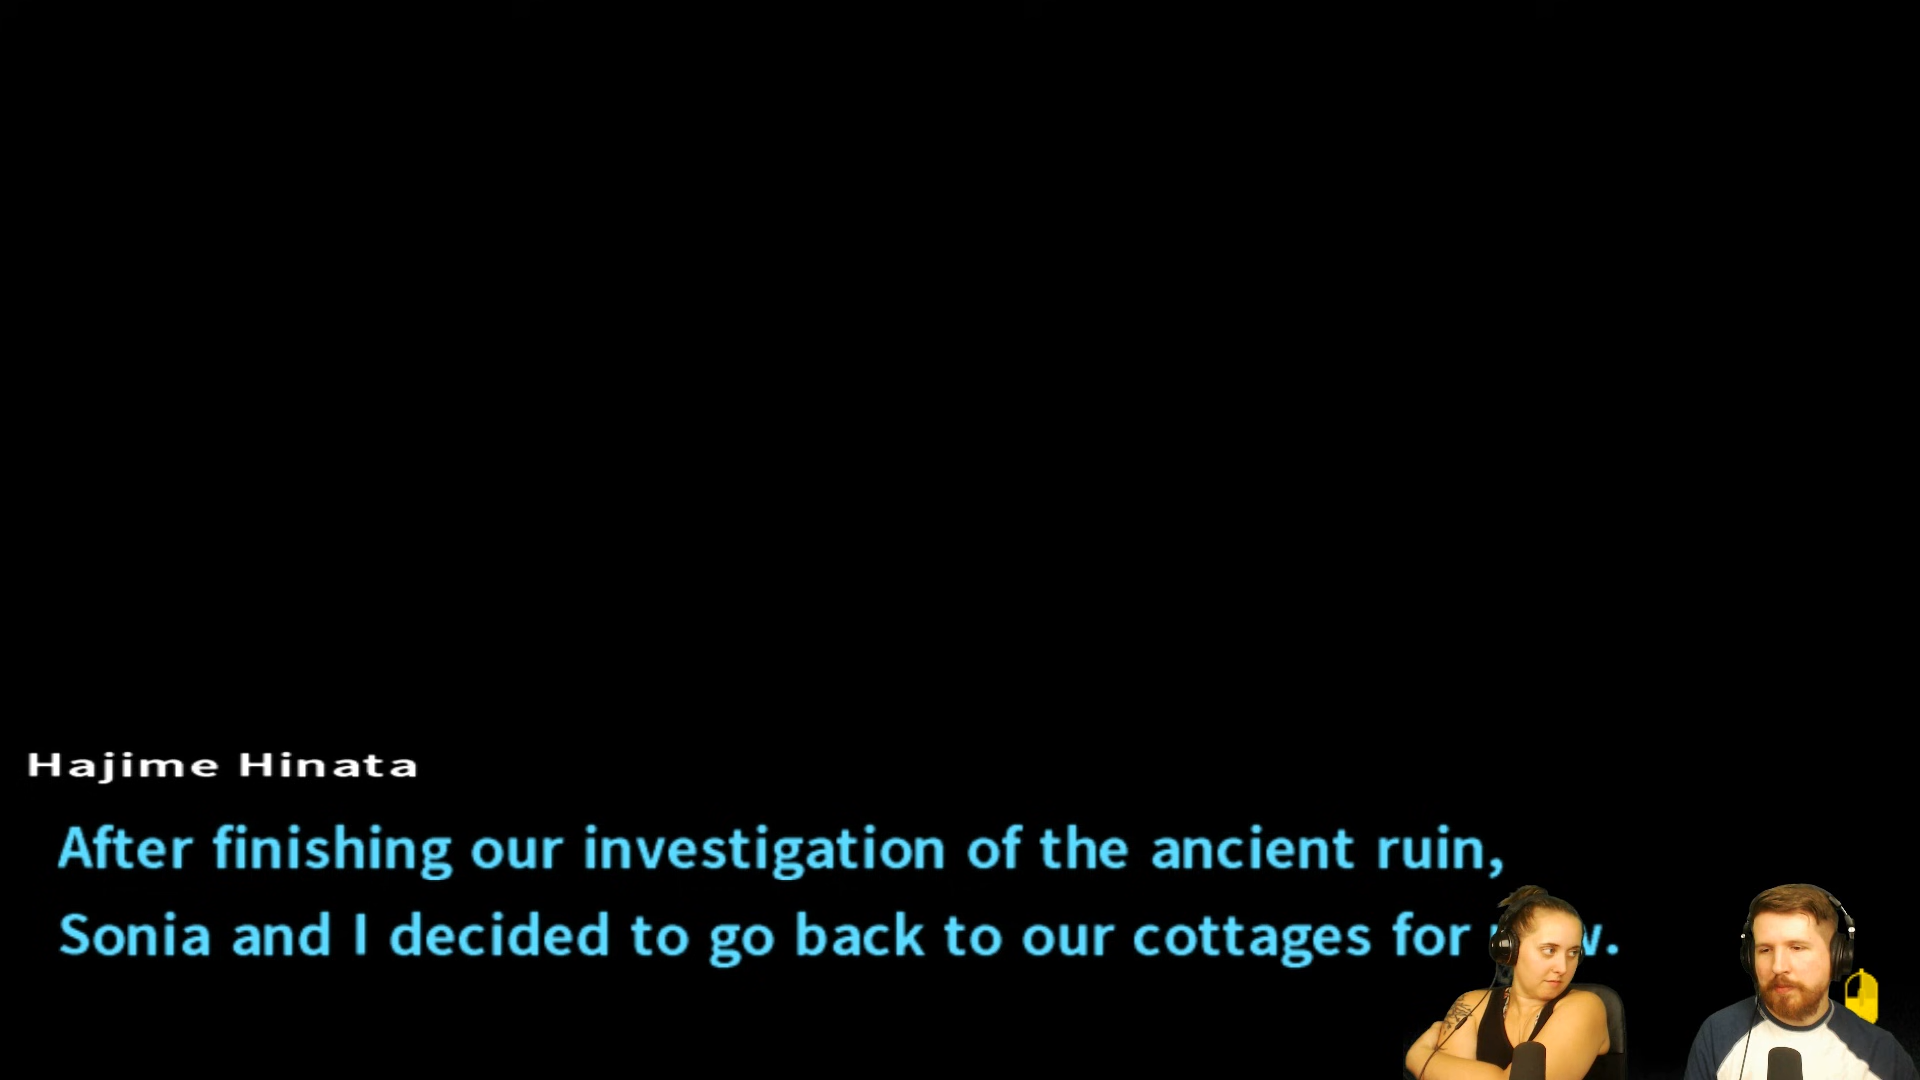 Hajime Hinata
After finishing our investigation of the ancient ruin,
Sonia and I decided to go back to our cottages for